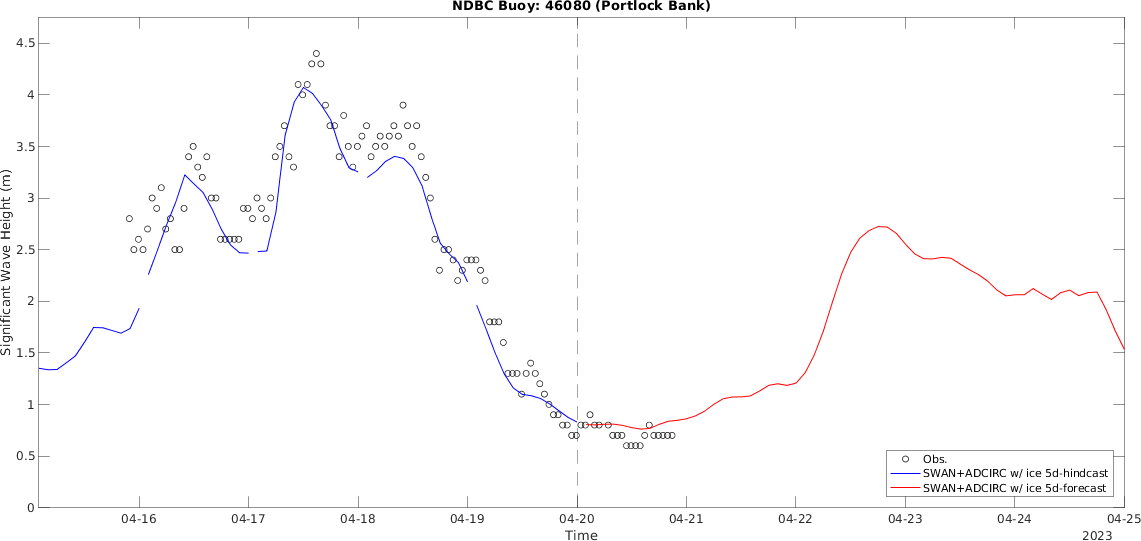 NDBC Buoy: 46080 (Portlock Bank)
4.5
4
3.5
3
2.5
2
1.5
1
0.5
0
Significant Wave Height (m)
Obs.
SWAN+ADCIRC w/ ice 5d-hindcast
SWAN+ADCIRC w/ ice 5d-forecast
04-16 04-17 04-18 04-19 04-20 04-21 04-22 04-23 04-24 04-25
Time
2023